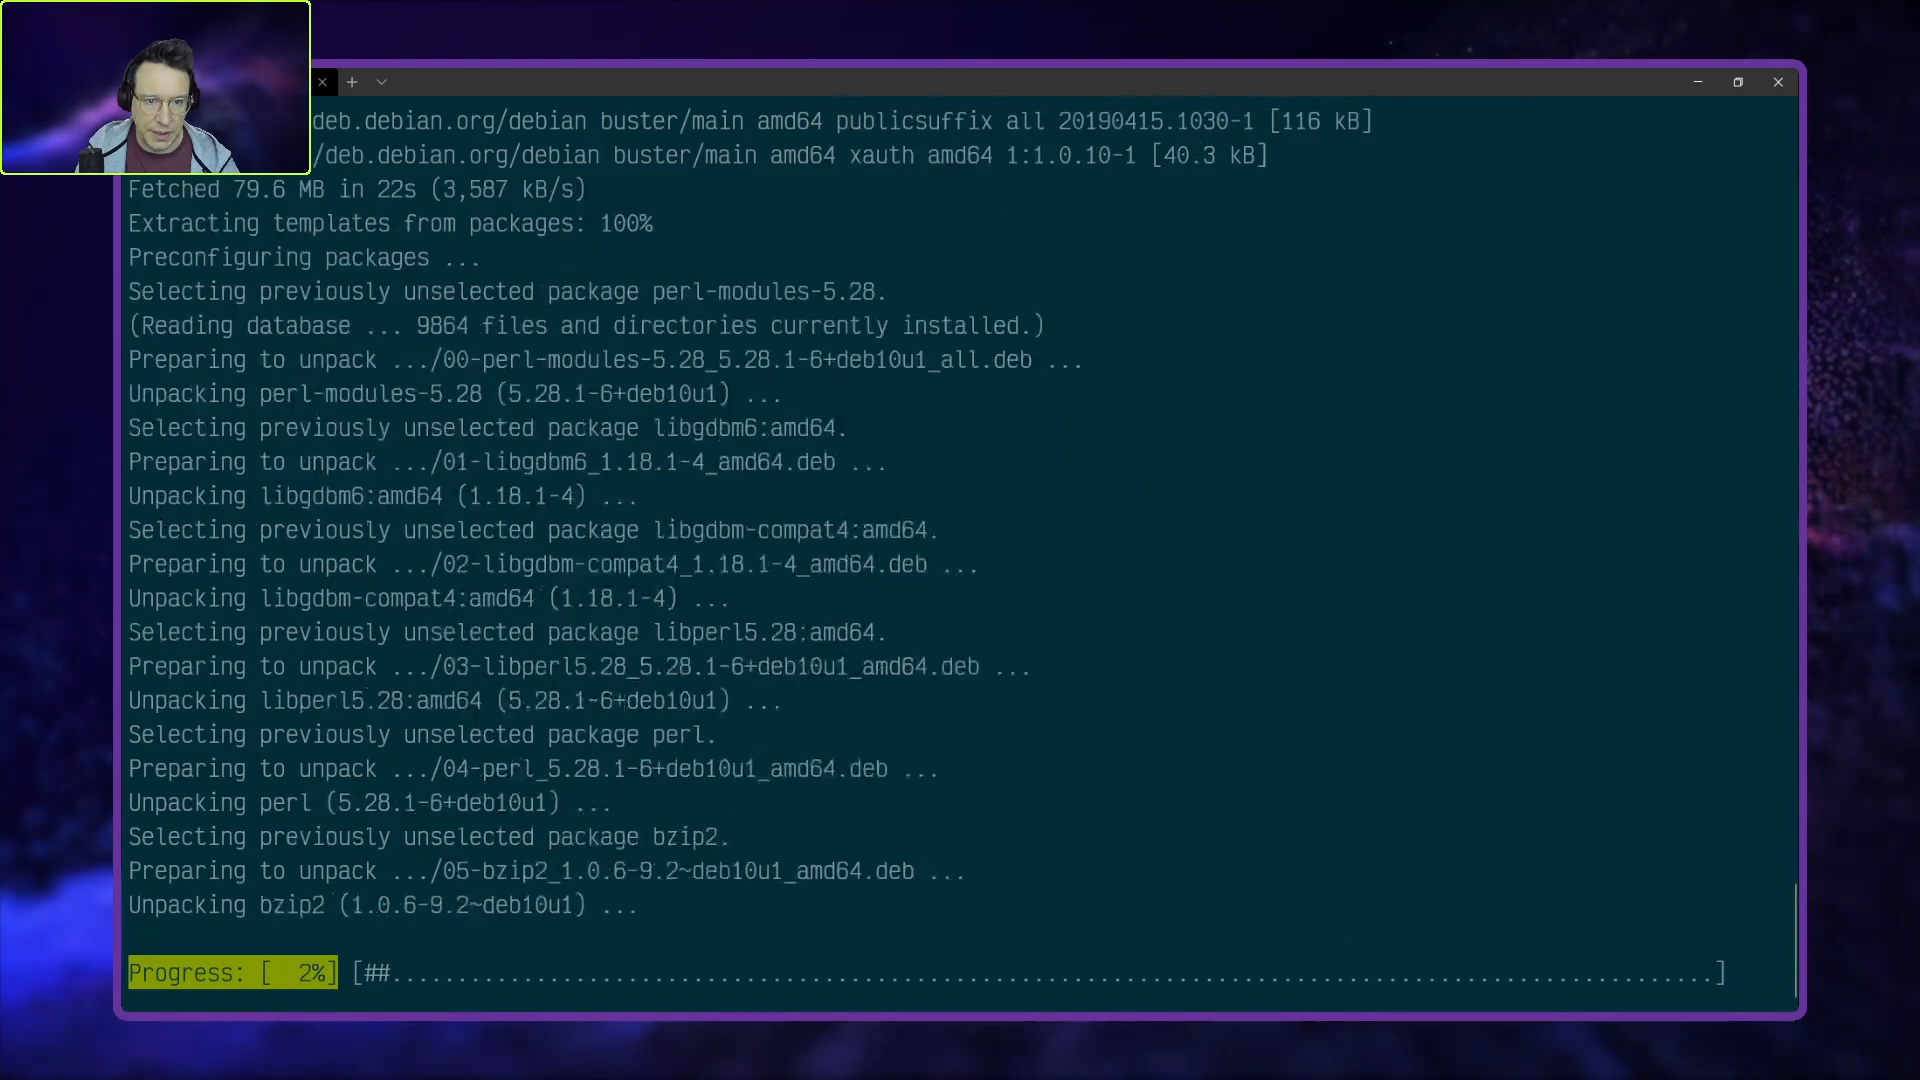 deb.debian.org/debian buster/main amd64 publicsuffix all 20190415.1030-1 [116 kB]
/deb.debian.org/debian buster/main amd64 xauth amd64 1:1.0.10-1 [40.3 kB]
Fetched 79.6 MB in 22s (3,587 kB/s)
Extracting templates from packages: 100%
Preconfiguring packages ...
Selecting previously unselected package perl-modules-5.28.
(Reading database ... 9864 files and directories currently installed.)
Preparing to unpack .../00-perl-modules-5.28_5.28.1-6+deb10u1_all.deb ...
Unpacking perl-modules-5.28 (5.28.1-6+deb10u1) ...
Selecting previously unselected package libgdbm6:amd64.
Preparing to unpack .../01-libgdbm6_1.18.1-4_amd64.deb ...
Unpacking libgdbm6:amd64 (1.18.1-4) ...
Selecting previously unselected package libgdbm-compat4:amd64.
Preparing to unpack .../02-libgdbm-compat4_1.18.1-4_amd64.deb ...
Unpacking libgdbm-compat4:amd64 (1.18.1-4) ...
Selecting previously unselected package libperl5.28:amd64.
Preparing to unpack .../03-libperl5.28_5.28.1-6+deb10u1_amd64.deb ...
Unpacking libperl5.28:amd64 (5.28.1-6+deb10u1) ...
Selecting previously unselected package perl.
Preparing to unpack .../04-perl_5.28.1-6+deb10u1_amd64.deb ...
Unpacking perl (5.28.1-6+deb10u1) ...
Selecting previously unselected package bzip2.
Preparing to unpack .../05-bzip2_1.0.6-9.2~deb10u1_amd64.deb ...
Unpacking bzip2 (1.0.6-9.2~deb10u1) ...
Progress: [  2%] [##.....................................................................................................]